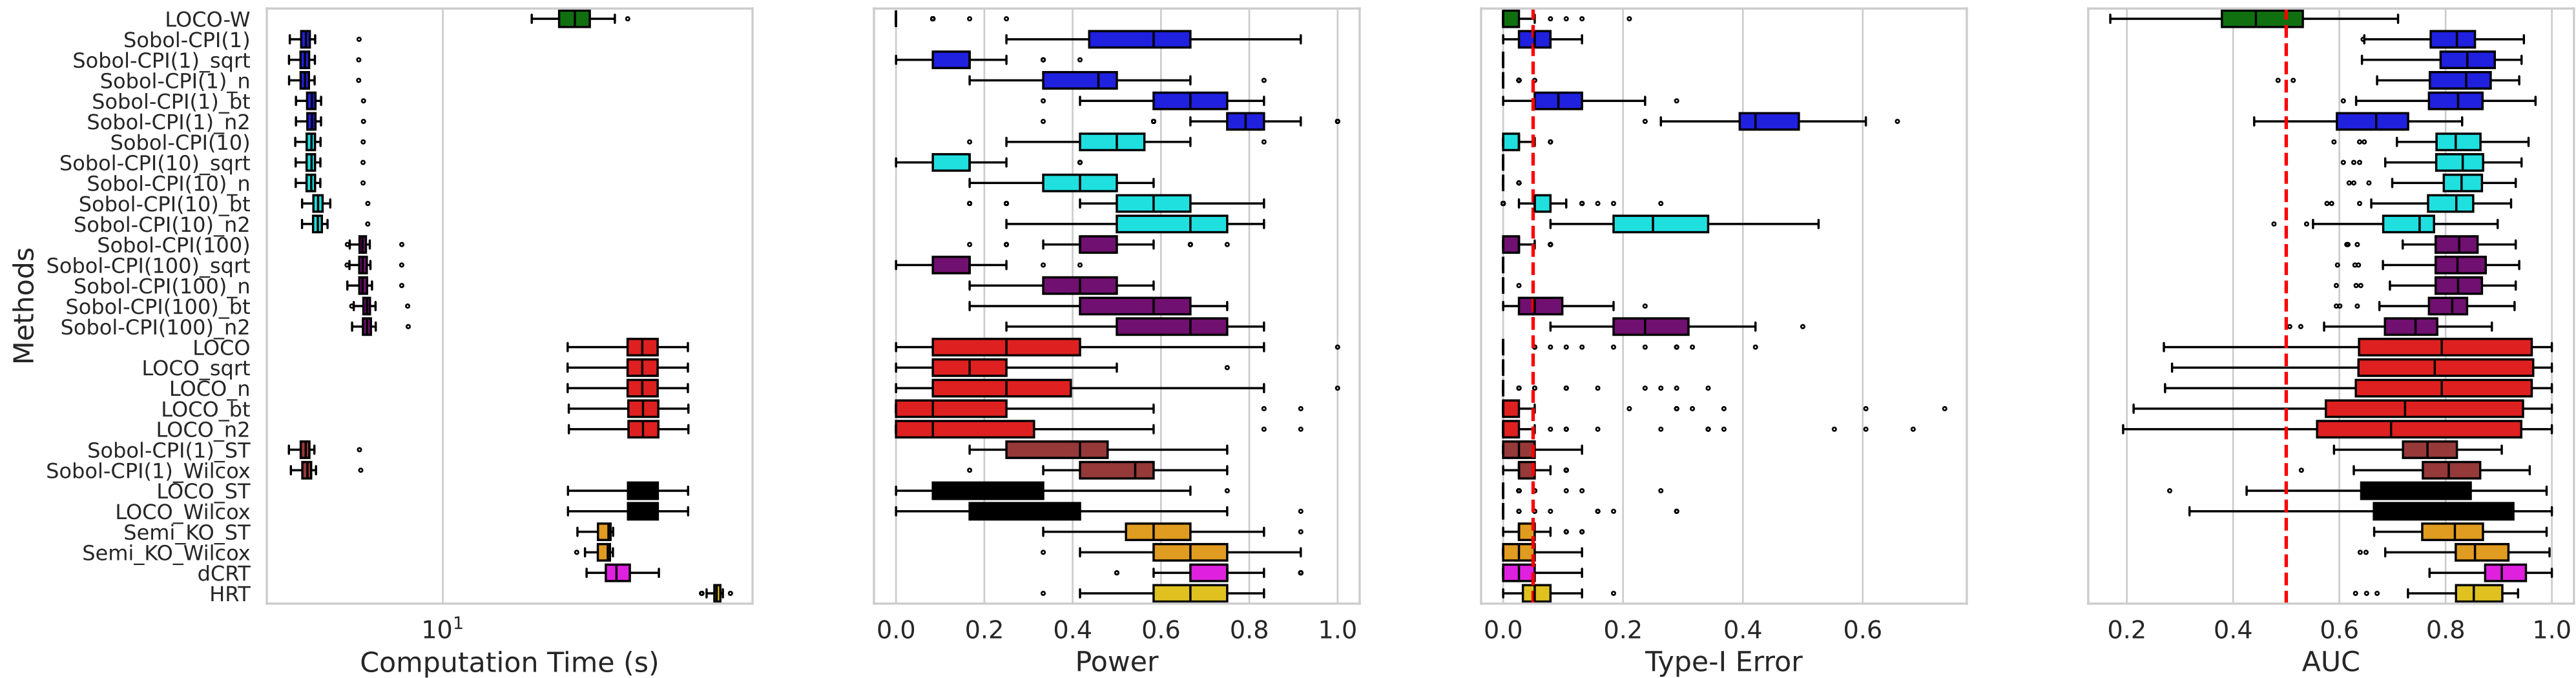 Methods
LOCO-W
Sobol-CPI(1)
Sobol-CPI(1)_sqrt
Sobol-CPI(1)_n
Sobol-CPI(1)_bt
Sobol-CPI(1)_n2
Sobol-CPI(10)
Sobol-CPI(10)_sqrt
Sobol-CPI(10)_n
Sobol-CPI(10)_bt
Sobol-CPI(10)_n2
Sobol-CPI(100)
Sobol-CPI(100)_sqrt
Sobol-CPI(100)_n
Sobol-CPI(100)_bt
Sobol-CPI(100)_n2
LOCO
LOCO_sqrt
LOCO_n
LOCO_bt
LOCO_n2
Sobol-CPI(1)_ST
Sobol-CPI(1)_Wilcox
LOCO_ST
LOCO_Wilcox
Semi_KO_ST
Semi_KO_Wilcox
dCRT
HRT
10¹
Computation Time (s)
0.0 0.2 0.4 0.6 0.8 1.0
Power
0.0 0.2 0.4 0.6
Type-I Error
0.2 0.4 0.6 0.8 1.0
AUC